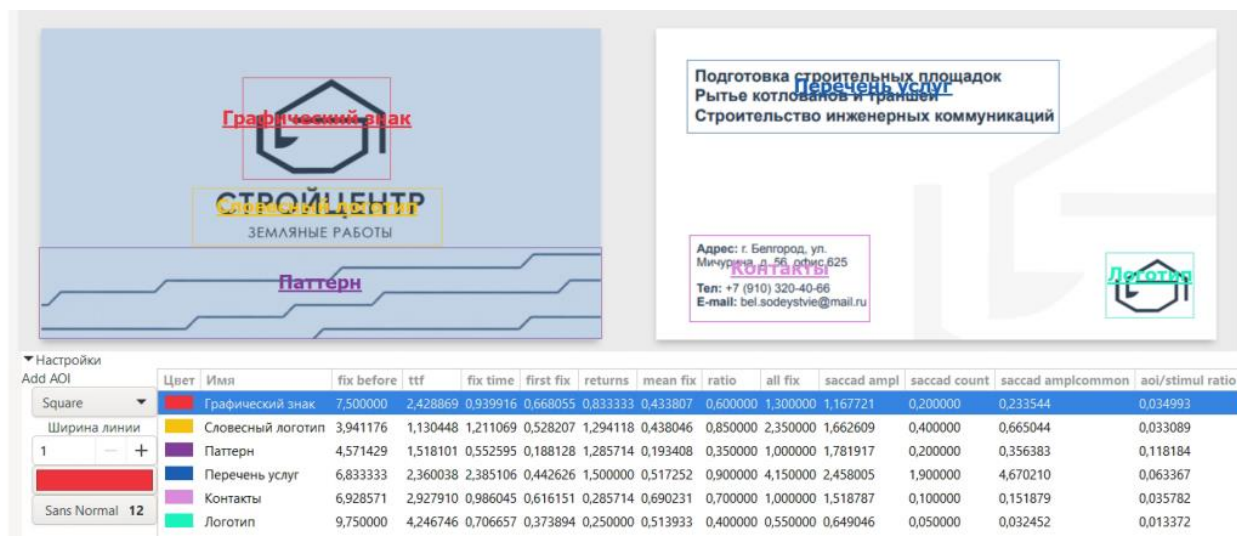 Графический знак
СТРОЙЦЕНТР
Словесный логотип
ЗЕМЛЯНЫЕ РАБОТЫ
Паттерн
Подготовка строительных площадок
Перечень услуг
Рытье котлованов и траншей
Строительство инженерных коммуникаций
Адрес: г. Белгород, ул.
Мичурина, д. 56, офис 625
Контакты
Тел: +7 (910) 320-40-66
E-mail: bel.sodeystvie@mail.ru
Логотип
Настройки
Add AOI
Square
Ширина линии
1 — +
Sans Normal 12
Цвет Имя fix before ttf fix time first fix returns mean fix ratio all fix saccad ampl saccad count saccad amplcommon aoi/stimul ratio
Графический знак 7,500000 2,428869 0,939916 0,668055 0,833333 0,433807 0,600000 1,300000 1,167721 0,200000 0,233544 0,034993
Словесный логотип 3,941176 1,130448 1,211069 0,528207 1,294118 0,438046 0,850000 2,350000 1,662609 0,400000 0,665044 0,033089
Паттерн 4,571429 1,518101 0,552595 0,188128 1,285714 0,193408 0,350000 1,000000 1,781917 0,200000 0,356383 0,118184
Перечень услуг 6,833333 2,360038 2,385106 0,442626 1,500000 0,517252 0,900000 4,150000 2,458005 1,900000 4,670210 0,063367
Контакты 6,928571 2,927910 0,986045 0,616151 0,285714 0,690231 0,700000 1,000000 1,518787 0,100000 0,151879 0,035782
Логотип 9,750000 4,246746 0,706657 0,373894 0,250000 0,513933 0,400000 0,550000 0,649046 0,050000 0,032452 0,013372